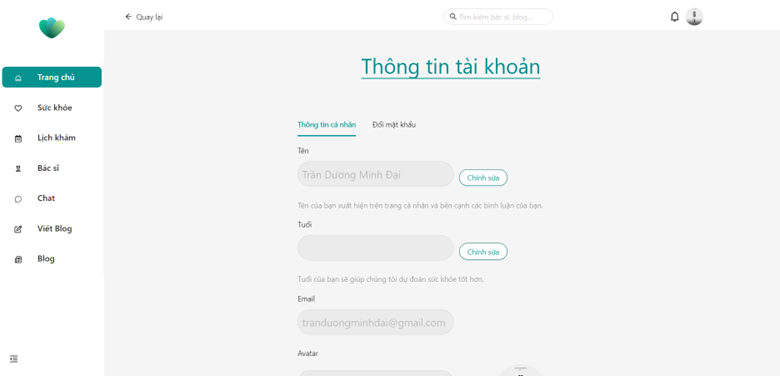 Quay lại
Tìm kiếm bác sĩ, blog...
Trang chủ
Sức khỏe
Lịch khám
Bác sĩ
Chat
Viết Blog
Blog
Thông tin tài khoản
Thông tin cá nhân
Đổi mật khẩu
Tên
Trần Dương Minh Đại
Chỉnh sửa
Tên của bạn xuất hiện trên trang cá nhân và bên cạnh các bình luận của bạn.
Tuổi
Chỉnh sửa
Tuổi của bạn sẽ giúp chúng tôi dự đoán sức khỏe tốt hơn.
Email
tranduongminhdai@gmail.com
Avatar